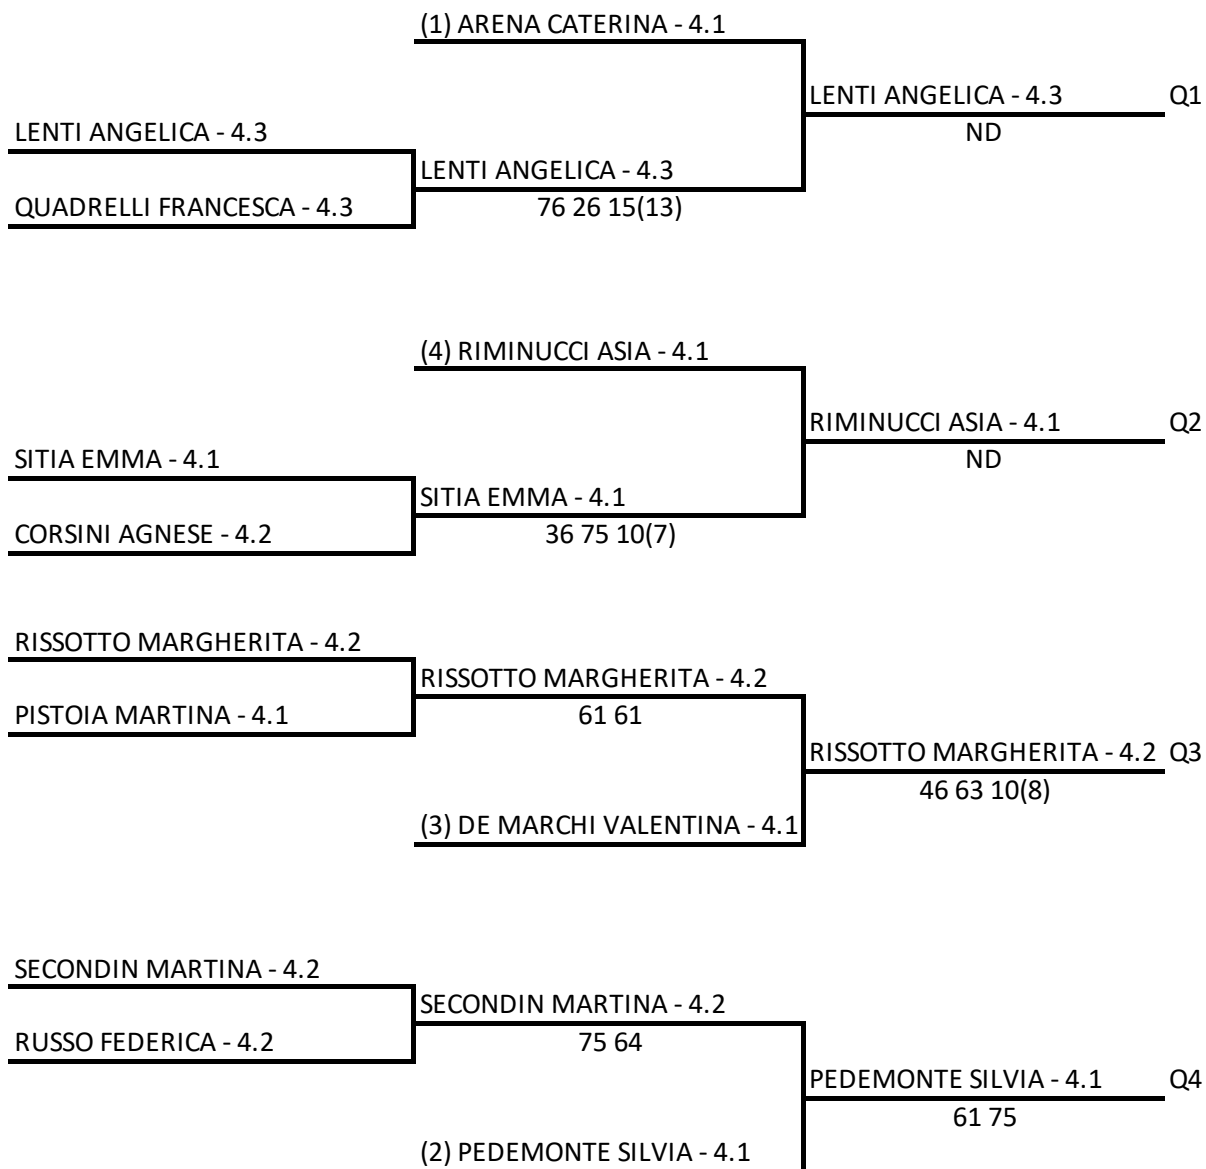 (1) ARENA CATERINA - 4.1
LENTI ANGELICA - 4.3 Q1
ND
LENTI ANGELICA - 4.3
LENTI ANGELICA - 4.3
QUADRELLI FRANCESCA - 4.3
76 26 15(13)
(4) RIMINUCCI ASIA - 4.1
RIMINUCCI ASIA - 4.1 Q2
ND
SITIA EMMA - 4.1
SITIA EMMA - 4.1
CORSINI AGNESE - 4.2
36 75 10(7)
RISSOTTO MARGHERITA - 4.2
RISSOTTO MARGHERITA - 4.2
PISTOIA MARTINA - 4.1
61 61
RISSOTTO MARGHERITA - 4.2 Q3
46 63 10(8)
(3) DE MARCHI VALENTINA - 4.1
SECONDIN MARTINA - 4.2
SECONDIN MARTINA - 4.2
RUSSO FEDERICA - 4.2
75 64
PEDEMONTE SILVIA - 4.1 Q4
61 75
(2) PEDEMONTE SILVIA - 4.1